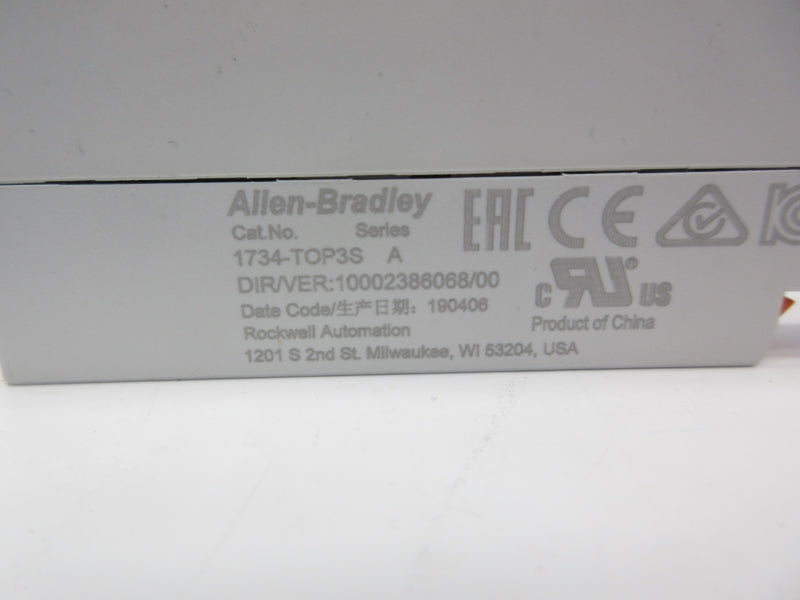 Allen-Bradley
Cat.No. Series
1734-TOP3S A
DIR/VER:10002386068/00
Date Code/生产日期: 190406
Rockwell Automation
1201 S 2nd St. Milwaukee, WI 53204, USA
EAC CE
c RU® US
Product of China